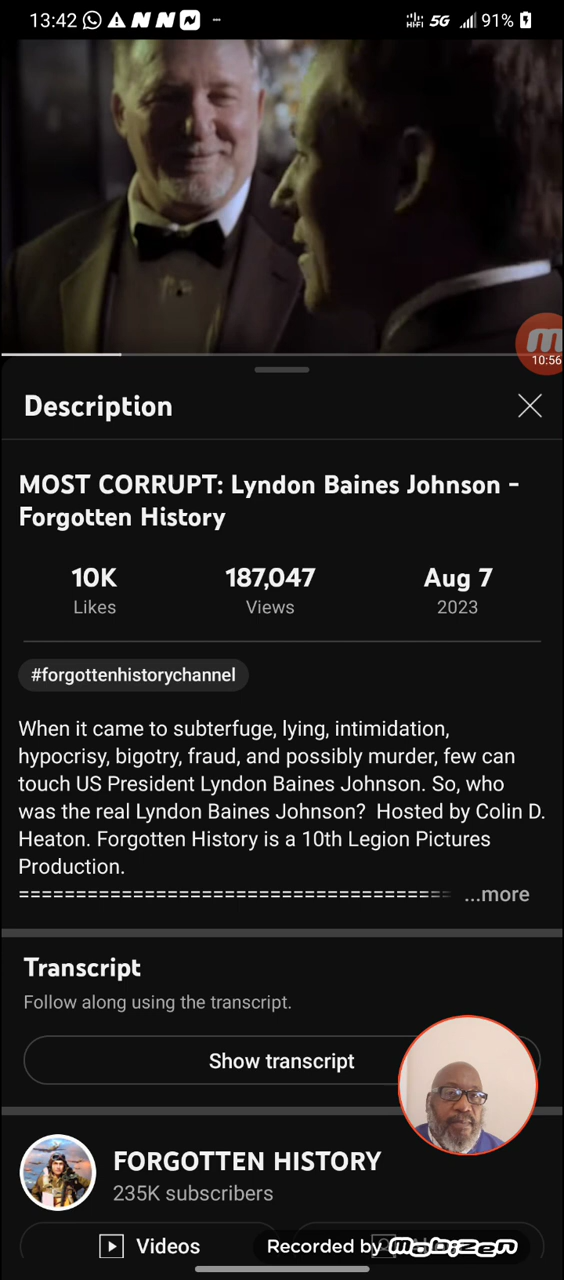 13:42
5G
91%
10:56
Description
MOST CORRUPT: Lyndon Baines Johnson -
Forgotten History
10K
187,047
Aug 7
Likes
Views
2023
#forgottenhistorychannel
When it came to subterfuge, lying, intimidation,
hypocrisy, bigotry, fraud, and possibly murder, few can
touch US President Lyndon Baines Johnson. So, who
was the real Lyndon Baines Johnson?  Hosted by Colin D.
Heaton. Forgotten History is a 10th Legion Pictures
Production.
====================================== ...more
Transcript
Follow along using the transcript.
Show transcript
FORGOTTEN HISTORY
235K subscribers
Videos
Recorded by mobizen